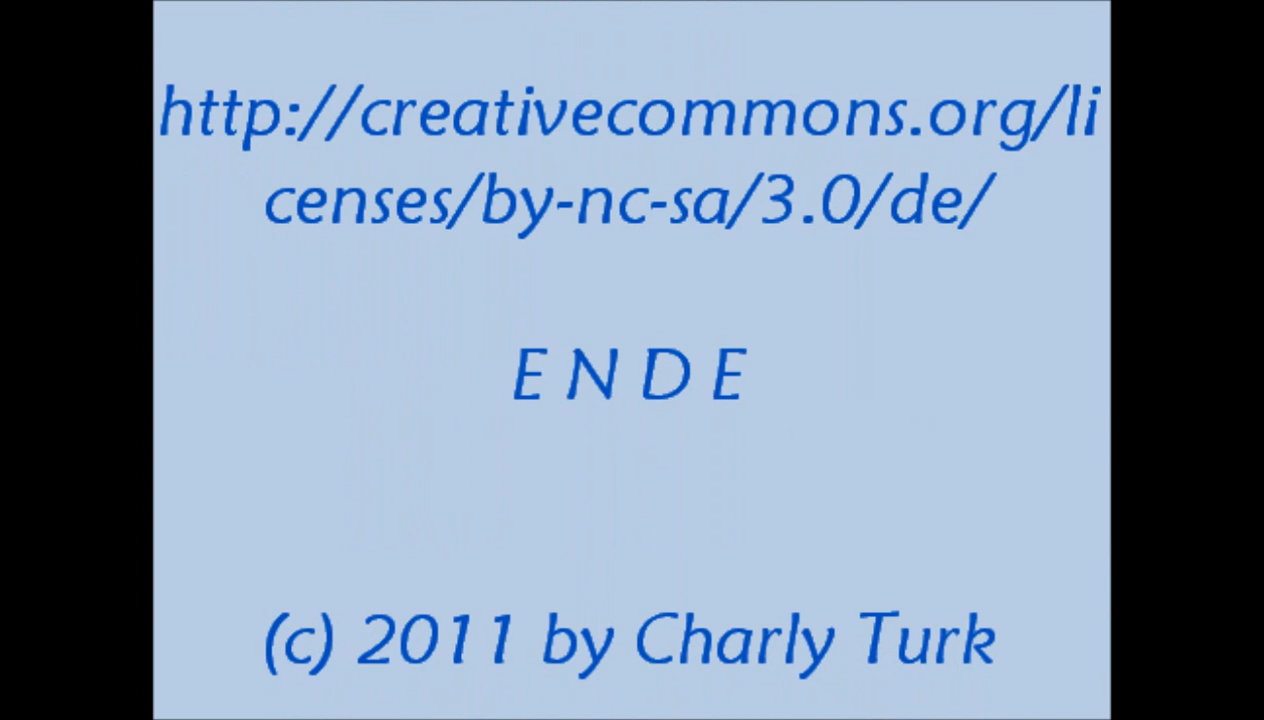 http://creativecommons.org/li
censes/by-nc-sa/3.0/de/
E N D E
(c) 2011 by Charly Turk